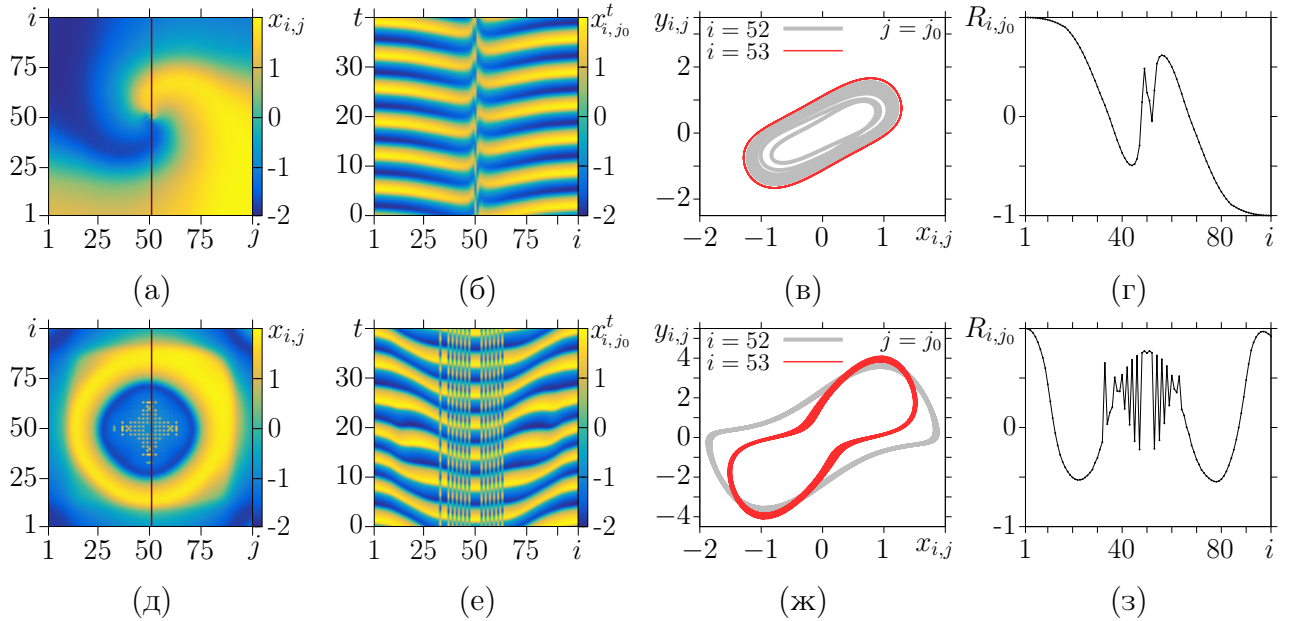 i
75
50
25
1
1 25 50 75 j
x_{i,j}
1
0
-1
-2
(а)
t
30
20
10
0
1 25 50 75 i
x^t_{i,j_0}
1
0
-1
-2
(б)
y_{i,j}
2
0
−2
i = 52
i = 53
j = j_0
−2 −1 0 1 x_{i,j}
(в)
R_{i,j_0}
0
-1
1 40 80 i
(г)
i
75
50
25
1
1 25 50 75 j
x_{i,j}
1
0
-1
-2
(д)
t
30
20
10
0
1 25 50 75 i
x^t_{i,j_0}
1
0
-1
-2
(е)
y_{i,j}
4
2
0
−2
−4
i = 52
i = 53
j = j_0
−2 −1 0 1 x_{i,j}
(ж)
R_{i,j_0}
0
-1
1 40 80 i
(з)